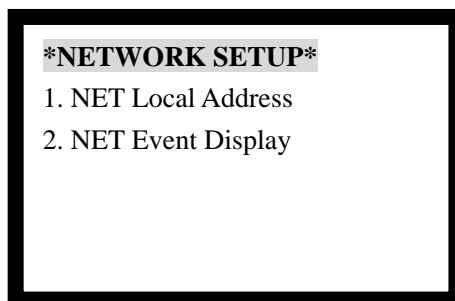 *NETWORK SETUP*
1. NET Local Address
2. NET Event Display